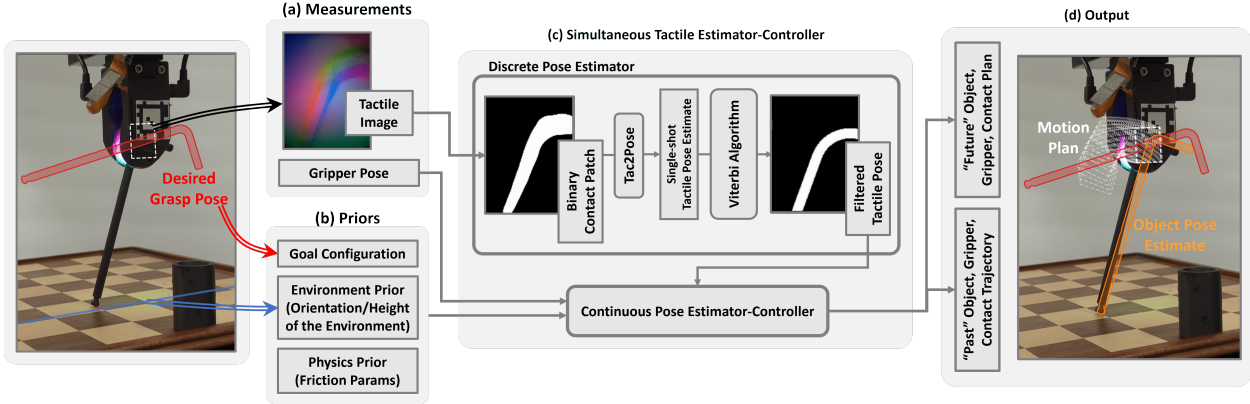 (a) Measurements
Tactile
Image
Gripper Pose
Desired
Grasp Pose
(b) Priors
Goal Configuration
Environment Prior
(Orientation/Height
of the Environment)
Physics Prior
(Friction Params)
(c) Simultaneous Tactile Estimator-Controller
Discrete Pose Estimator
Binary
Contact Patch
Tac2Pose
Single-shot
Tactile Pose Estimate
Viterbi Algorithm
Filtered
Tactile Pose
Continuous Pose Estimator-Controller
(d) Output
“Future” Object,
Gripper, Contact Plan
“Past” Object, Gripper,
Contact Trajectory
Motion
Plan
Object Pose
Estimate